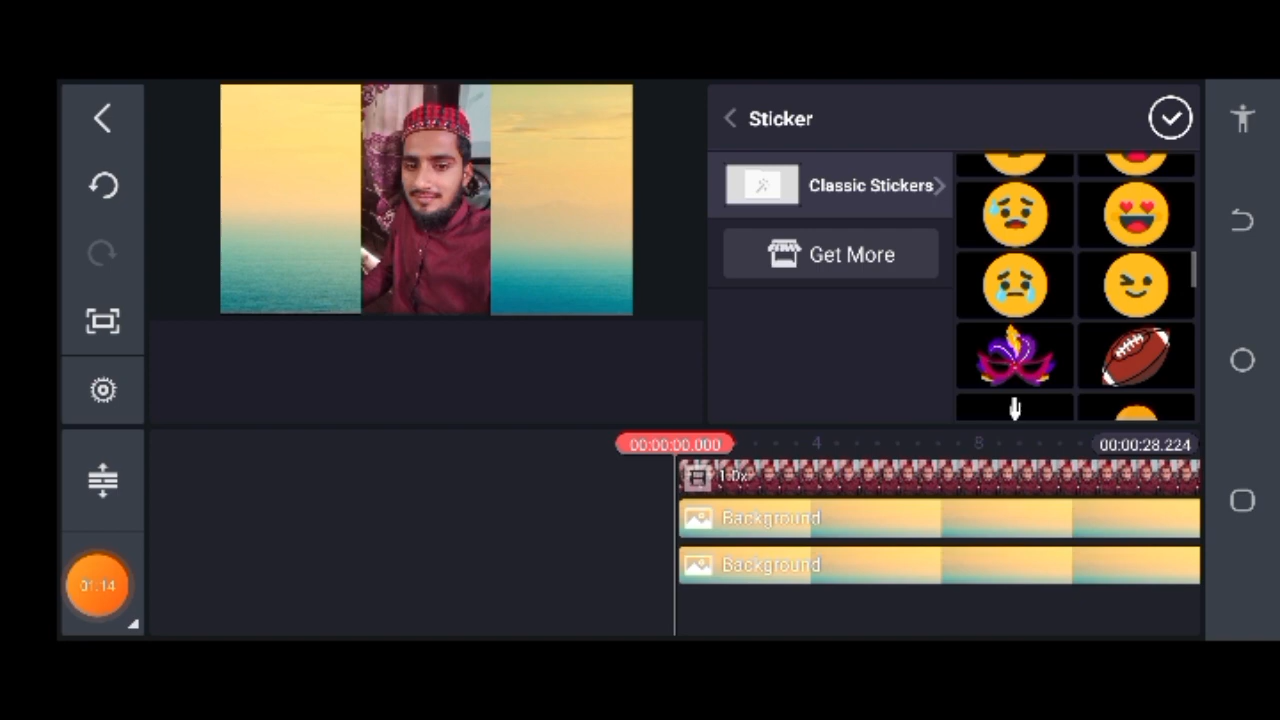 Sticker
Classic Stickers
Get More
00:00:00.000
4
8
00:00:28.224
1.0x
Background
Background
01:14